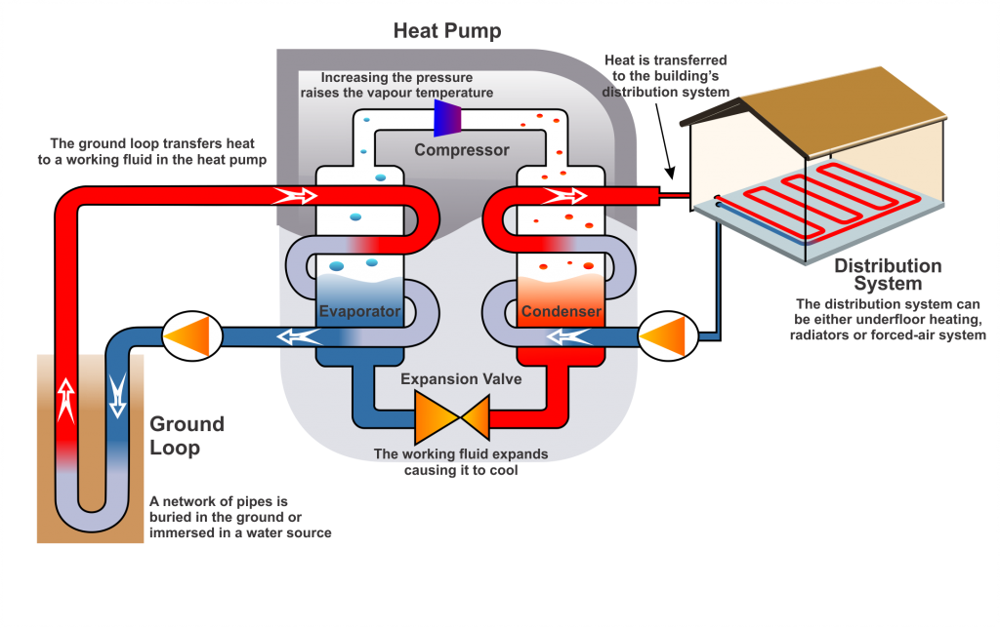 Heat Pump
Increasing the pressure
raises the vapour temperature
Heat is transferred
to the building's
distribution system
The ground loop transfers heat
to a working fluid in the heat pump
Compressor
Evaporator
Condenser
Distribution
System
The distribution system can
be either underfloor heating,
radiators or forced-air system
Expansion Valve
The working fluid expands
causing it to cool
Ground
Loop
A network of pipes is
buried in the ground or
immersed in a water source